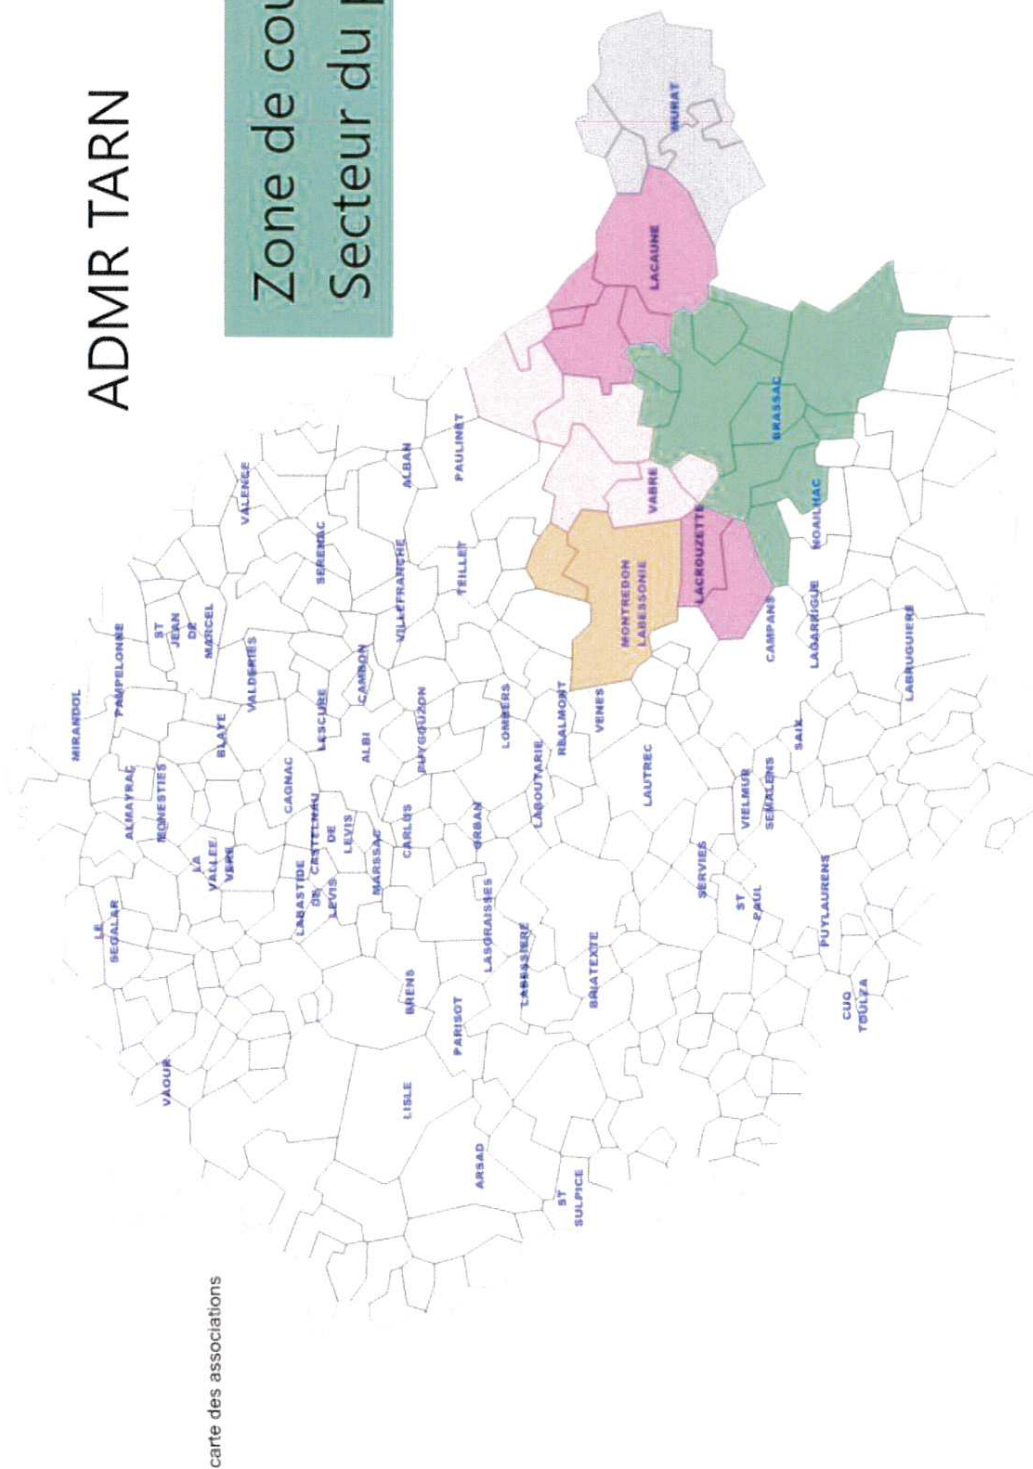 ADMR TARN
carte des associations
Zone de cou
Secteur du
MIRANDOL
PAMPELONNE
LE
SEGALAR
ALMAYRAC
MONESTIES
ST
JEAN
DE
MARCEL
VAOUR
LA
VALLEE
VERE
BLAYE
VALDERIES
VALENCE
CAGNAC
LABASTIDE
DE
LEVIS
CASTELNAU
DE
LEVIS
LESCURE
SERENAC
ALBI
CAMBON
MARSSAC
VILLEFRANCHE
ALBAN
LISLE
BRENS
CARLUS
PUYGOUZON
PARISOT
TEILLET
PAULINET
ARSAD
LASGRAISSES
ORBAN
LOMBERS
LABESSIERE
LABOUTARIE
REALMONT
ST
SULPICE
BRIATEXTE
VENES
MONTREDON
LABESSONIE
LAUTREC
VABRE
LACAUNE
MURAT
SERVIES
LACROUZETTE
ST
PAUL
VIELMUR
SEMALENS
CAMPANS
BRASSAC
SAIX
LAGARRIGUE
NOAILHAC
PUYLAURENS
CUQ
TOULZA
LABRUGUIERE